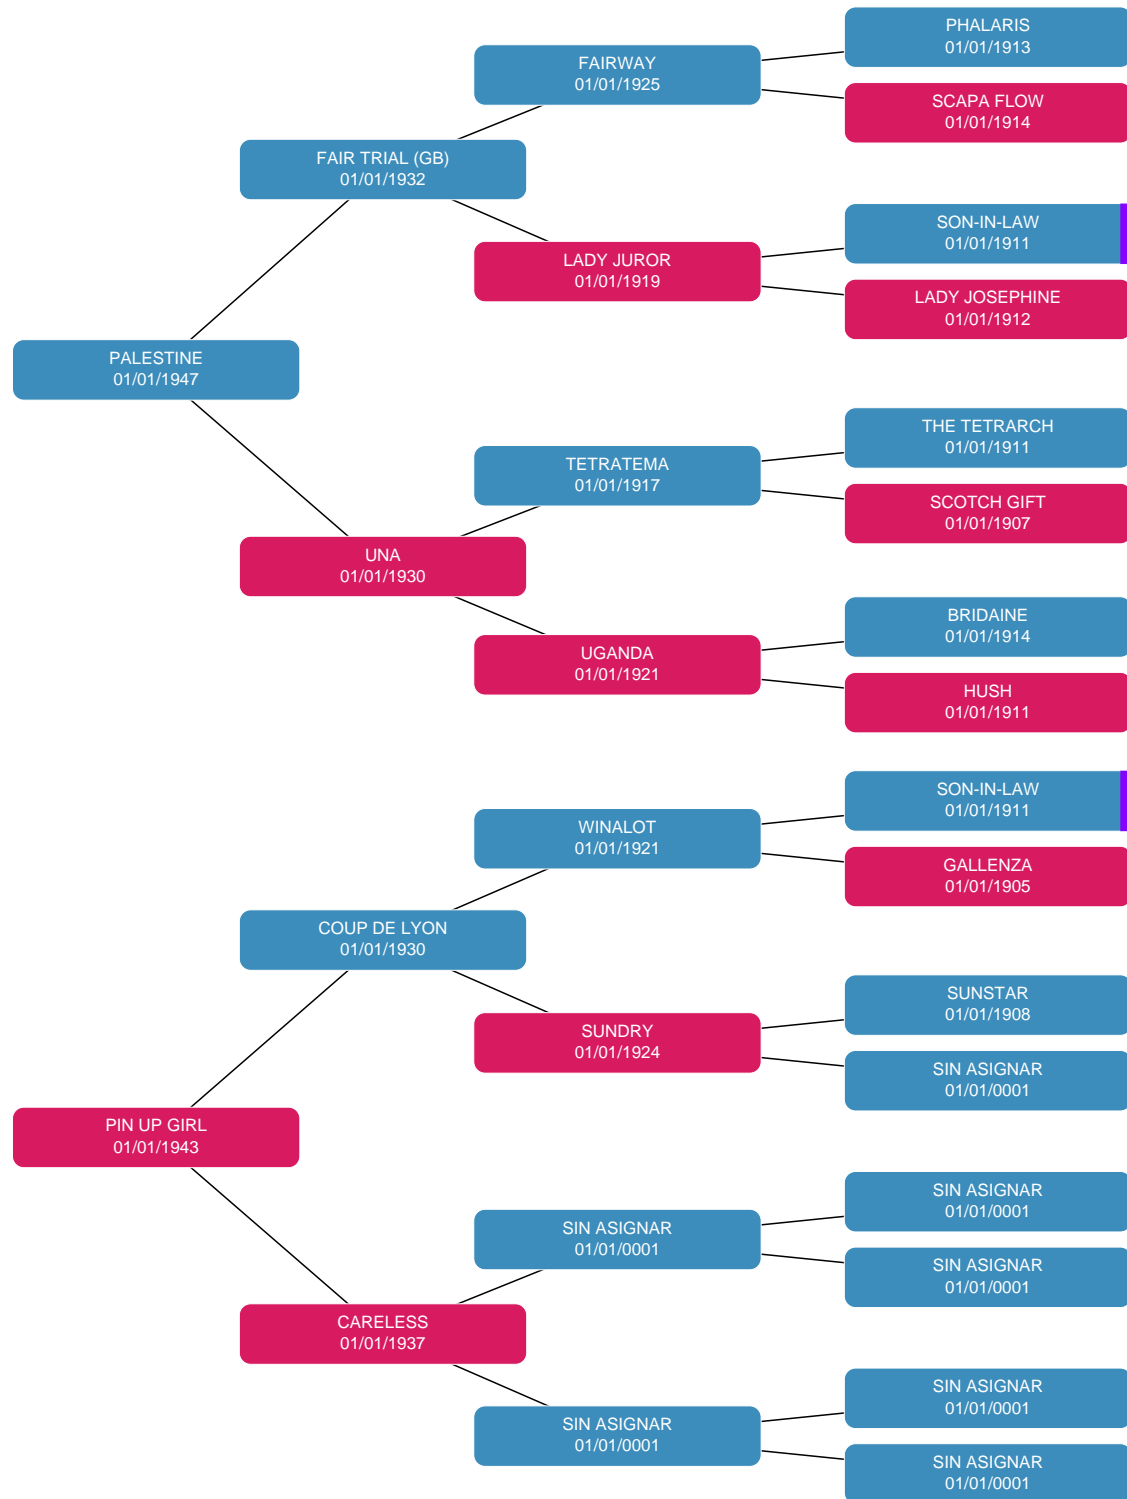 PHALARIS
01/01/1913
FAIRWAY
01/01/1925
SCAPA FLOW
01/01/1914
FAIR TRIAL (GB)
01/01/1932
SON-IN-LAW
01/01/1911
LADY JUROR
01/01/1919
LADY JOSEPHINE
01/01/1912
PALESTINE
01/01/1947
THE TETRARCH
01/01/1911
TETRATEMA
01/01/1917
SCOTCH GIFT
01/01/1907
UNA
01/01/1930
BRIDAINE
01/01/1914
UGANDA
01/01/1921
HUSH
01/01/1911
SON-IN-LAW
01/01/1911
WINALOT
01/01/1921
GALLENZA
01/01/1905
COUP DE LYON
01/01/1930
SUNSTAR
01/01/1908
SUNDRY
01/01/1924
SIN ASIGNAR
01/01/0001
PIN UP GIRL
01/01/1943
SIN ASIGNAR
01/01/0001
SIN ASIGNAR
01/01/0001
SIN ASIGNAR
01/01/0001
CARELESS
01/01/1937
SIN ASIGNAR
01/01/0001
SIN ASIGNAR
01/01/0001
SIN ASIGNAR
01/01/0001